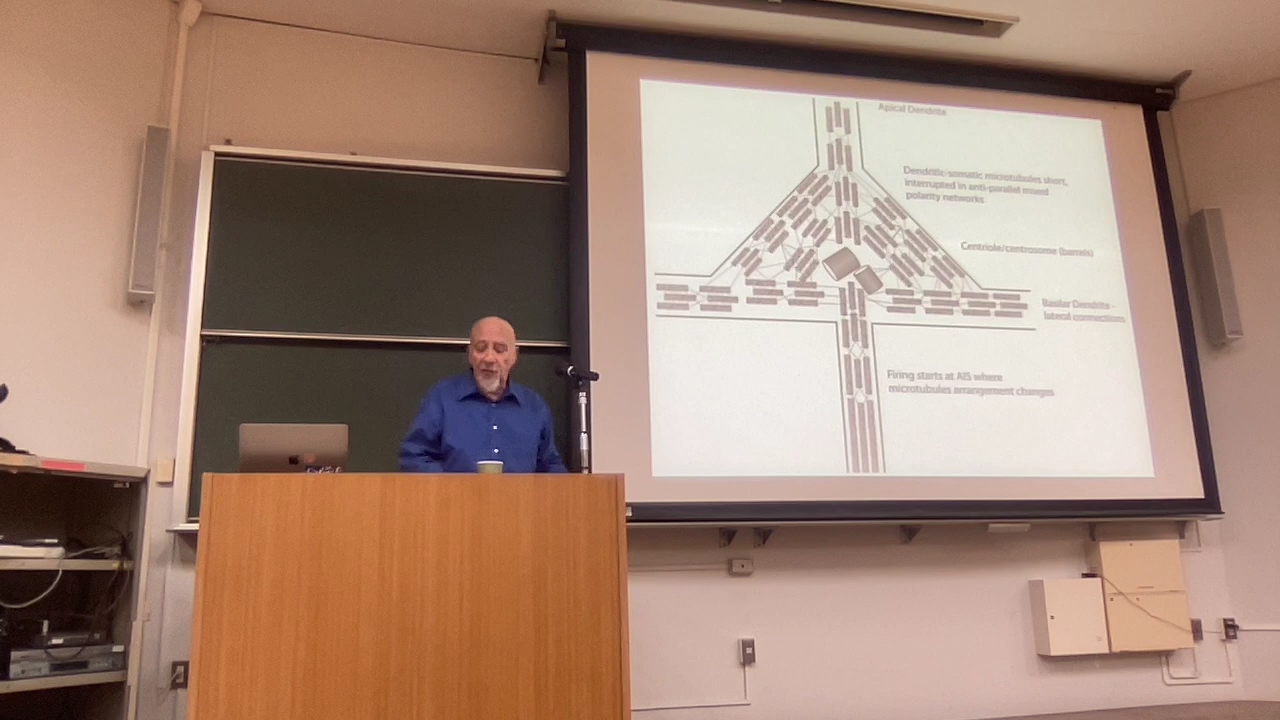 Apical Dendrite
Dendritic-somatic microtubules short,
interrupted in anti-parallel mixed
polarity networks
Centriole/centrosome (barrels)
Basilar Dendrite -
lateral connections
Firing starts at AIS where
microtubules arrangement changes